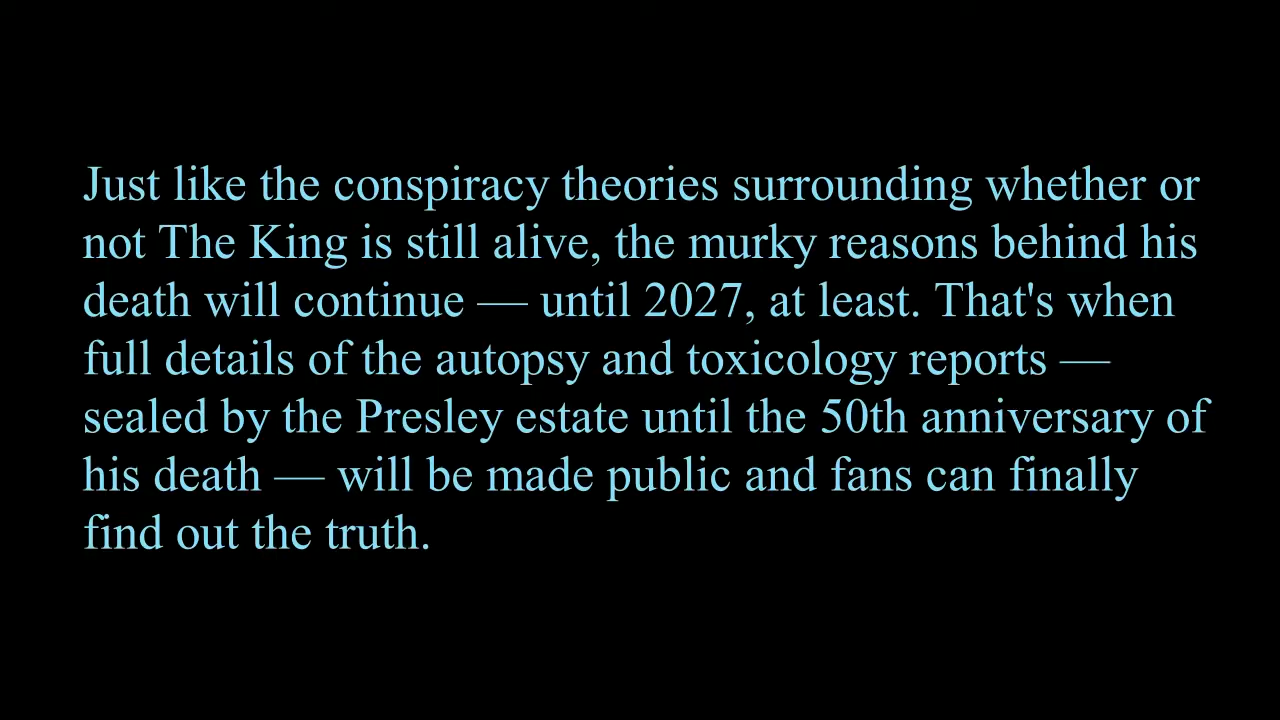 Just like the conspiracy theories surrounding whether or
not The King is still alive, the murky reasons behind his
death will continue — until 2027, at least. That's when
full details of the autopsy and toxicology reports —
sealed by the Presley estate until the 50th anniversary of
his death — will be made public and fans can finally
find out the truth.